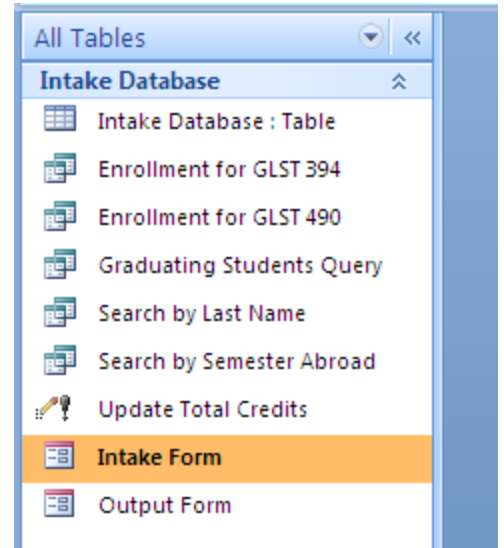 All Tables
Intake Database
Intake Database : Table
Enrollment for GLST 394
Enrollment for GLST 490
Graduating Students Query
Search by Last Name
Search by Semester Abroad
Update Total Credits
Intake Form
Output Form